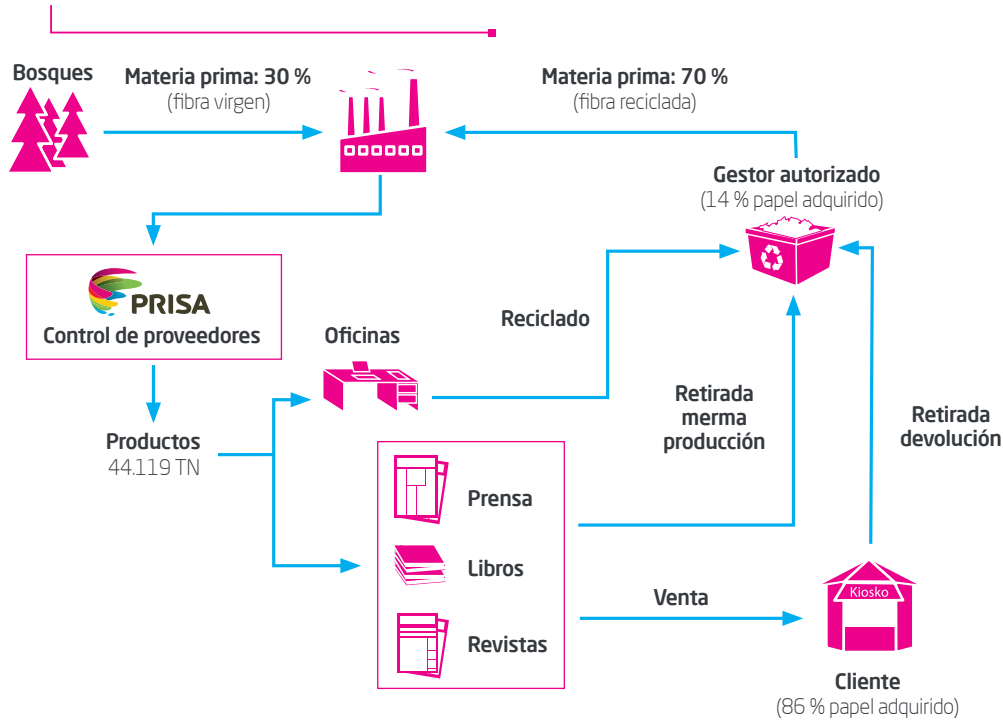 Bosques
Materia prima: 30 %
(fibra virgen)
Materia prima: 70 %
(fibra reciclada)
Gestor autorizado
(14 % papel adquirido)
PRISA
Control de proveedores
Oficinas
Reciclado
Retirada
merma
producción
Retirada
devolución
Productos
44.119 TN
Prensa
Libros
Revistas
Venta
Kiosko
Cliente
(86 % papel adquirido)